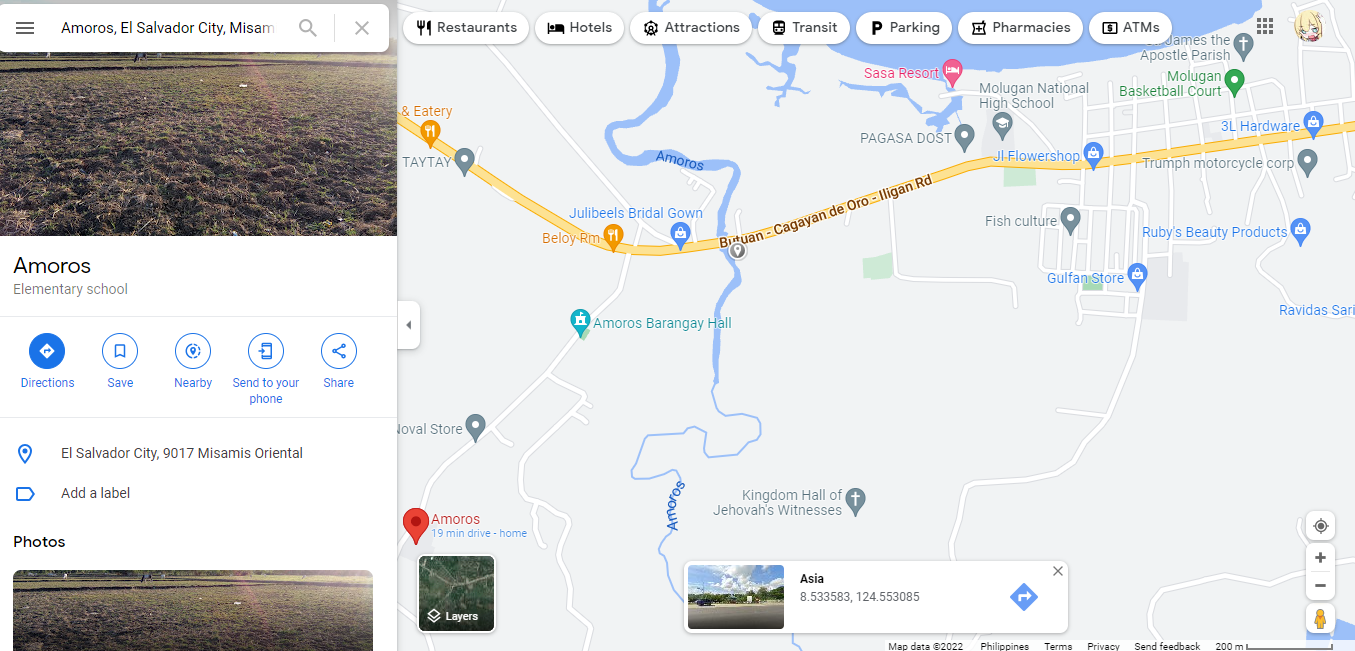 Amoros, El Salvador City, Misam
Restaurants
Hotels
Attractions
Transit
Parking
Pharmacies
ATMs
Amoros
Elementary school
Directions
Save
Nearby
Send to your
phone
Share
El Salvador City, 9017 Misamis Oriental
Add a label
Photos
& Eatery
TAYTAY
Amoros
Julibeels Bridal Gown
Beloy Rm
Butuan - Cagayan de Oro - Iligan Rd
Sasa Resort
Molugan National
High School
PAGASA DOST
Jl Flowershop
St. James the
Apostle Parish
Molugan
Basketball Court
3L Hardware
Trumph motorcycle corp
Fish culture
Ruby's Beauty Products
Gulfan Store
Ravidas Sari
Amoros Barangay Hall
Noval Store
Amoros
Kingdom Hall of
Jehovah's Witnesses
Amoros
19 min drive - home
Layers
Asia
8.533583, 124.553085
Map data ©2022 Philippines Terms Privacy Send feedback 200 m